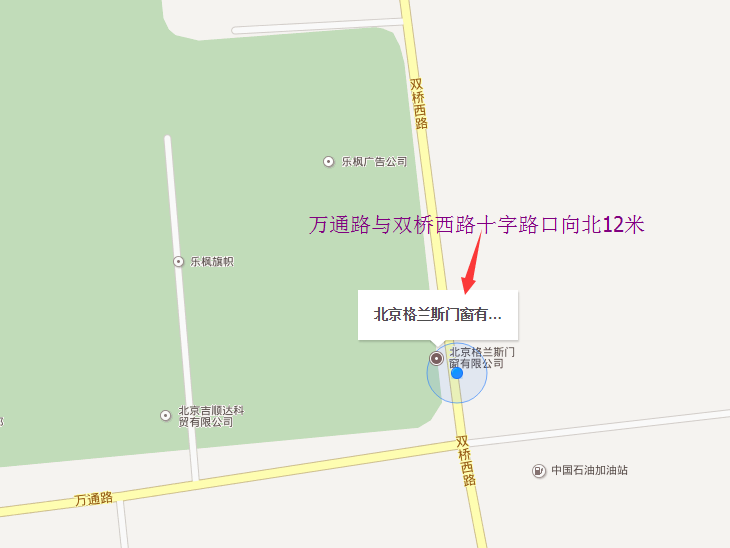 双桥西路
乐枫广告公司
万通路与双桥西路十字路口向北12米
乐枫旗帜
北京格兰斯门窗有...
北京格兰斯门
窗有限公司
北京吉顺达科
贸有限公司
双桥西路
中国石油加油站
万通路